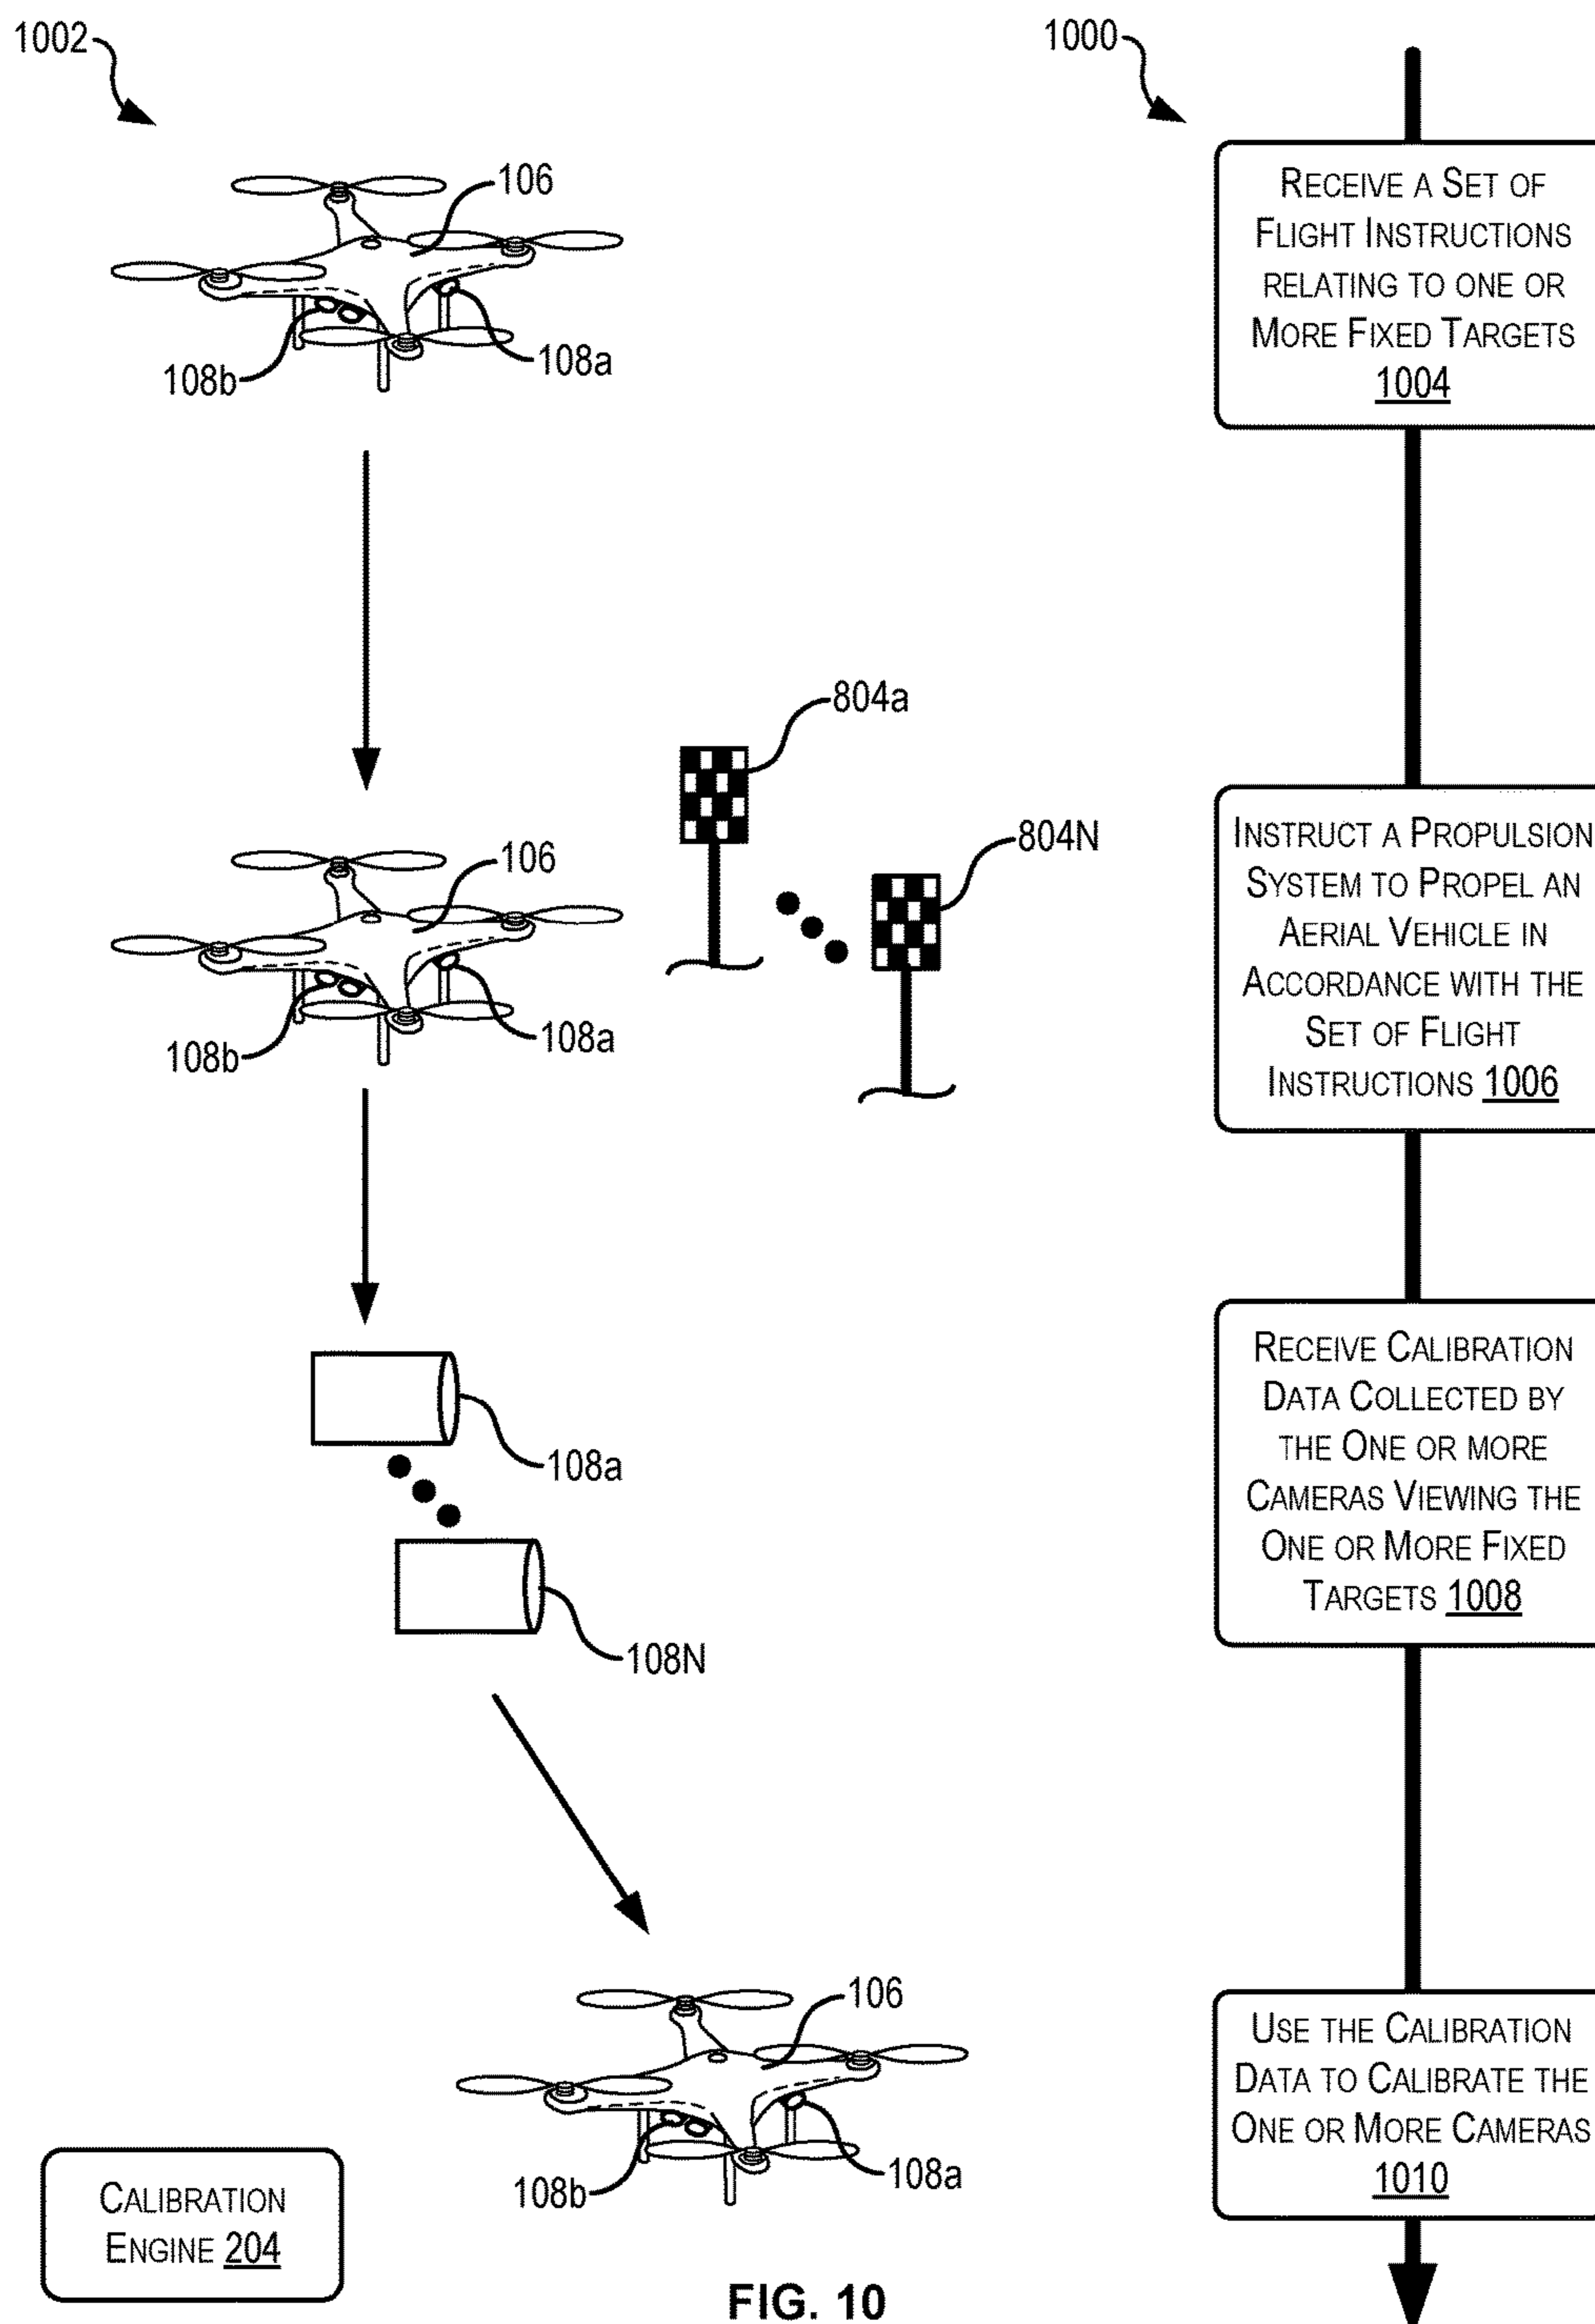 1002
1000
106
108b
108a
RECEIVE A SET OF
FLIGHT INSTRUCTIONS
RELATING TO ONE OR
MORE FIXED TARGETS
1004
804a
804N
106
108b
108a
INSTRUCT A PROPULSION
SYSTEM TO PROPEL AN
AERIAL VEHICLE IN
ACCORDANCE WITH THE
SET OF FLIGHT
INSTRUCTIONS 1006
108a
108N
RECEIVE CALIBRATION
DATA COLLECTED BY
THE ONE OR MORE
CAMERAS VIEWING THE
ONE OR MORE FIXED
TARGETS 1008
106
108b
108a
CALIBRATION
ENGINE 204
USE THE CALIBRATION
DATA TO CALIBRATE THE
ONE OR MORE CAMERAS
1010
FIG. 10